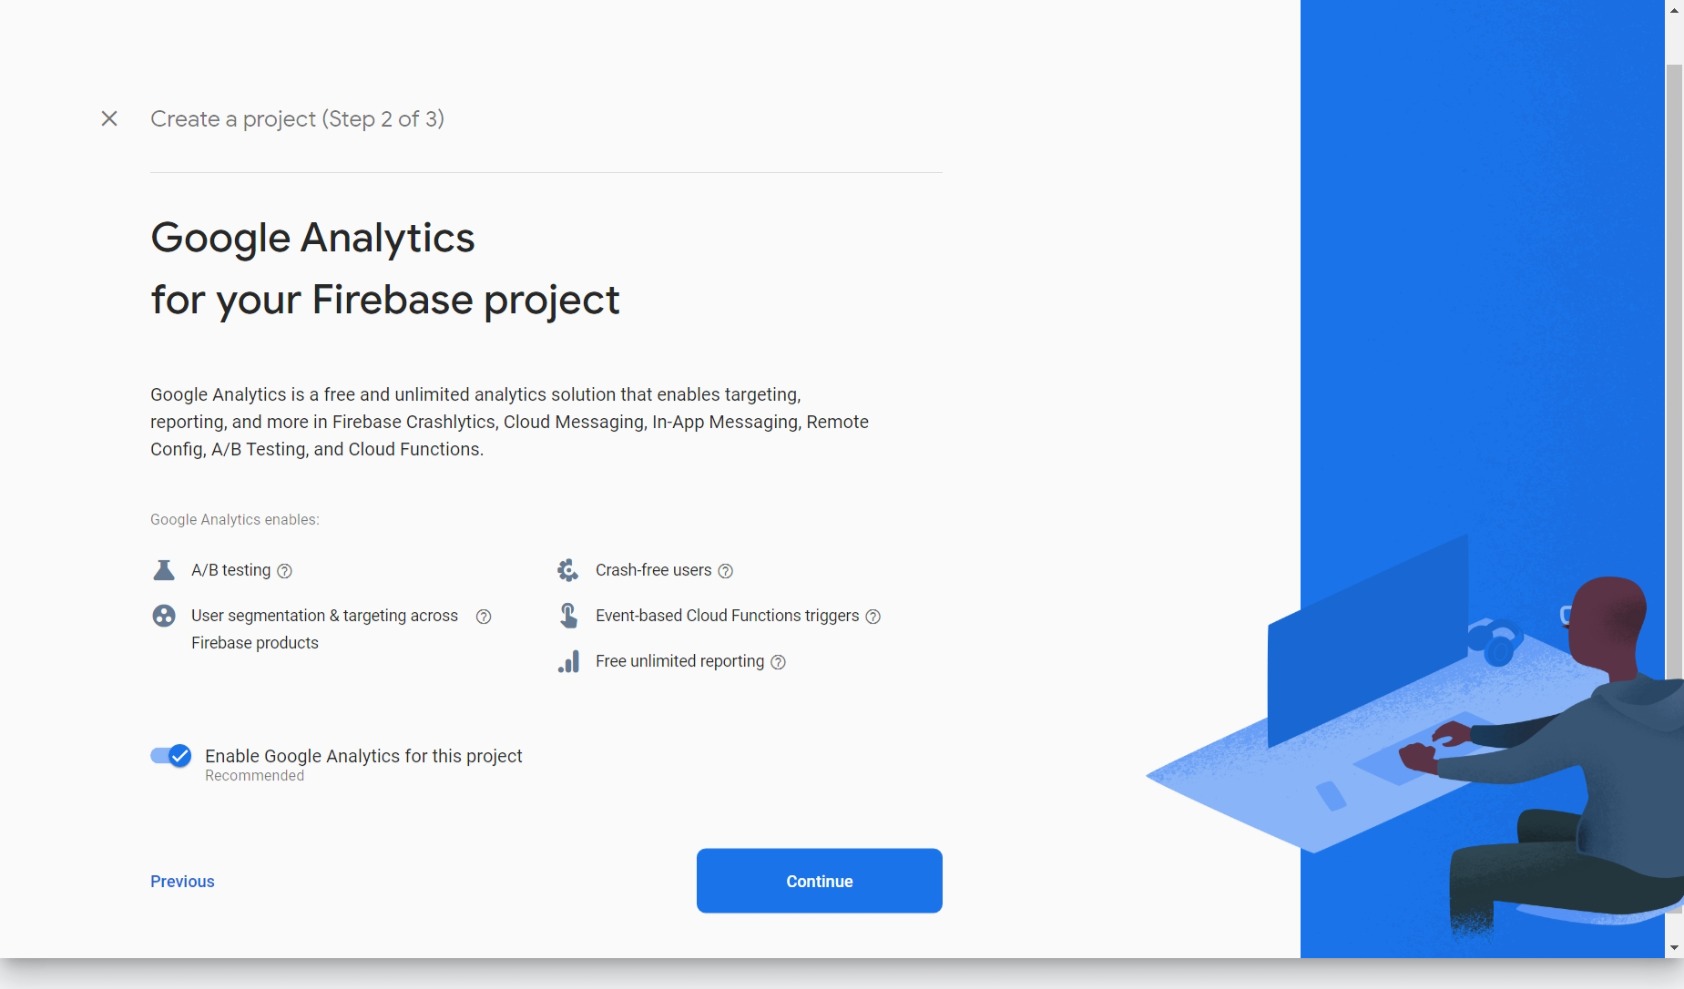 Create a project (Step 2 of 3)
Google Analytics
for your Firebase project
Google Analytics is a free and unlimited analytics solution that enables targeting,
reporting, and more in Firebase Crashlytics, Cloud Messaging, In-App Messaging, Remote
Config, A/B Testing, and Cloud Functions.
Google Analytics enables:
A/B testing
User segmentation & targeting across
Firebase products
Crash-free users
Event-based Cloud Functions triggers
Free unlimited reporting
Enable Google Analytics for this project
Recommended
Previous
Continue